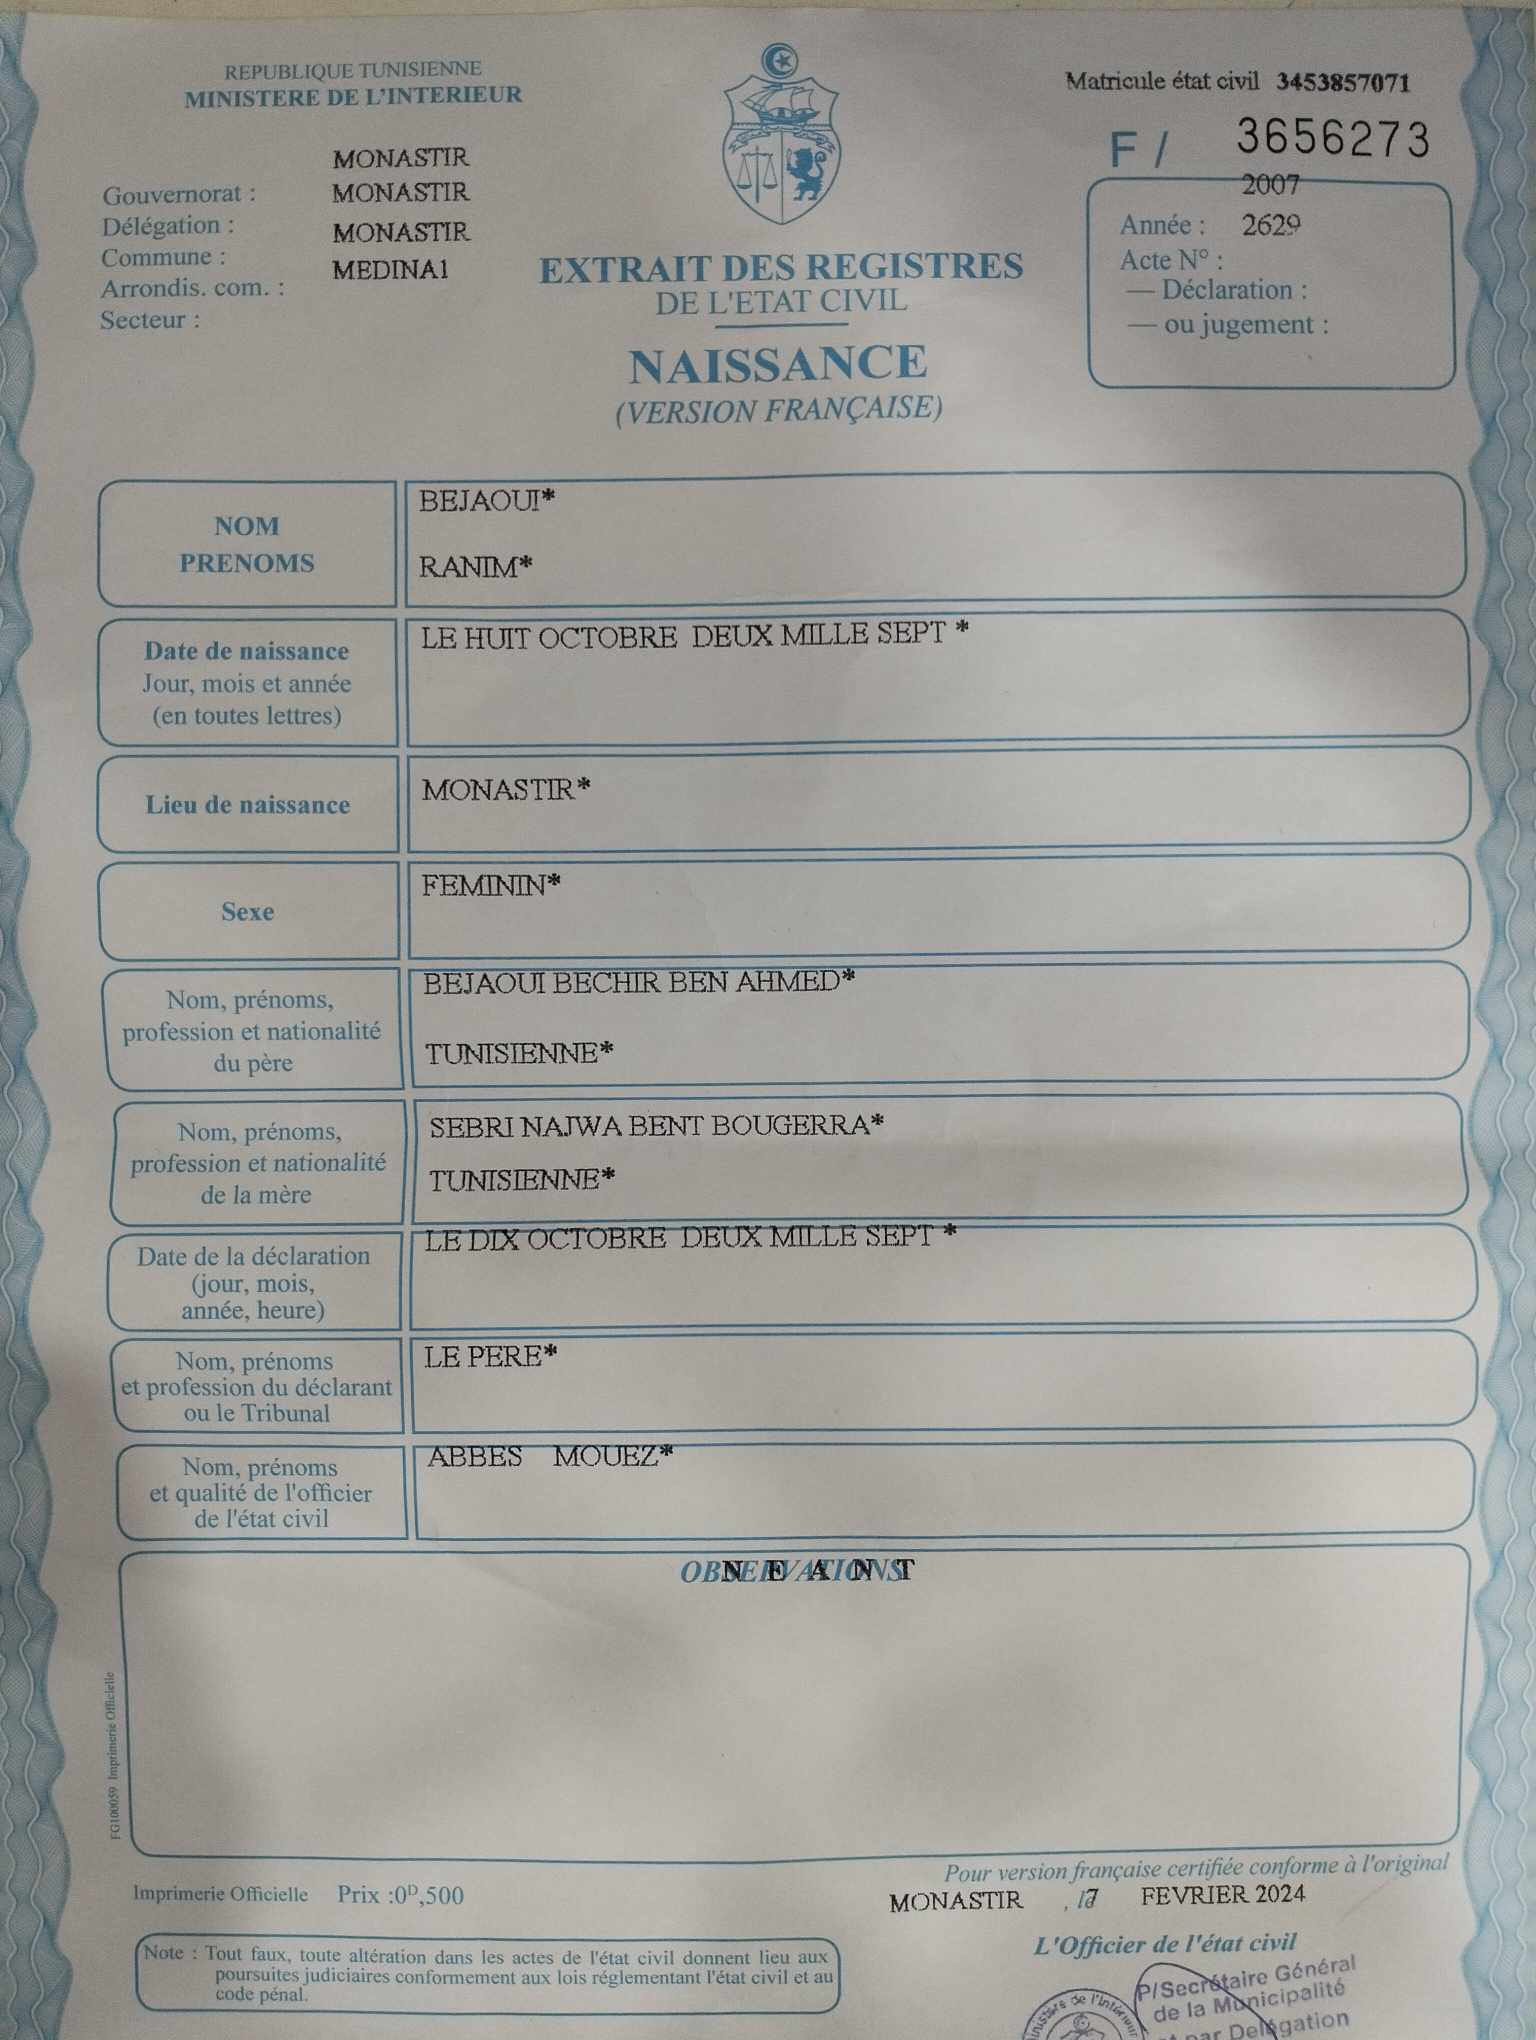 REPUBLIQUE TUNISIENNE
MINISTERE DE L'INTERIEUR
Matricule état civil 3453857071
F / 3656273
MONASTIR
Gouvernorat : MONASTIR
Délégation : MONASTIR
Commune : MEDINA1
Arrondis. com. :
Secteur :
2007
Année : 2629
Acte N° :
— Déclaration :
— ou jugement :
EXTRAIT DES REGISTRES
DE L'ETAT CIVIL
NAISSANCE
(VERSION FRANÇAISE)
NOM
PRENOMS
BEJAOUI*
RANIM*
Date de naissance
Jour, mois et année
(en toutes lettres)
LE HUIT OCTOBRE DEUX MILLE SEPT *
Lieu de naissance
MONASTIR*
Sexe
FEMININ*
Nom, prénoms,
profession et nationalité
du père
BEJAOUI BECHIR BEN AHMED*
TUNISIENNE*
Nom, prénoms,
profession et nationalité
de la mère
SEBRI NAJWA BENT BOUGERRA*
TUNISIENNE*
Date de la déclaration
(jour, mois,
année, heure)
LE DIX OCTOBRE DEUX MILLE SEPT *
Nom, prénoms
et profession du déclarant
ou le Tribunal
LE PERE*
Nom, prénoms
et qualité de l'officier
de l'état civil
ABBES MOUEZ*
OBSERVATIONS
N E A N T
FG100059 Imprimerie Officielle
Pour version française certifiée conforme à l'original
Imprimerie Officielle Prix :0ᴰ,500
MONASTIR , FEVRIER 2024
L'Officier de l'état civil
Note : Tout faux, toute altération dans les actes de l'état civil donnent lieu aux
poursuites judiciaires conformement aux lois réglementant l'état civil et au
code pénal.
P/Secrétaire Général
de la Municipalité
et par Delégation
de l'Intérieur